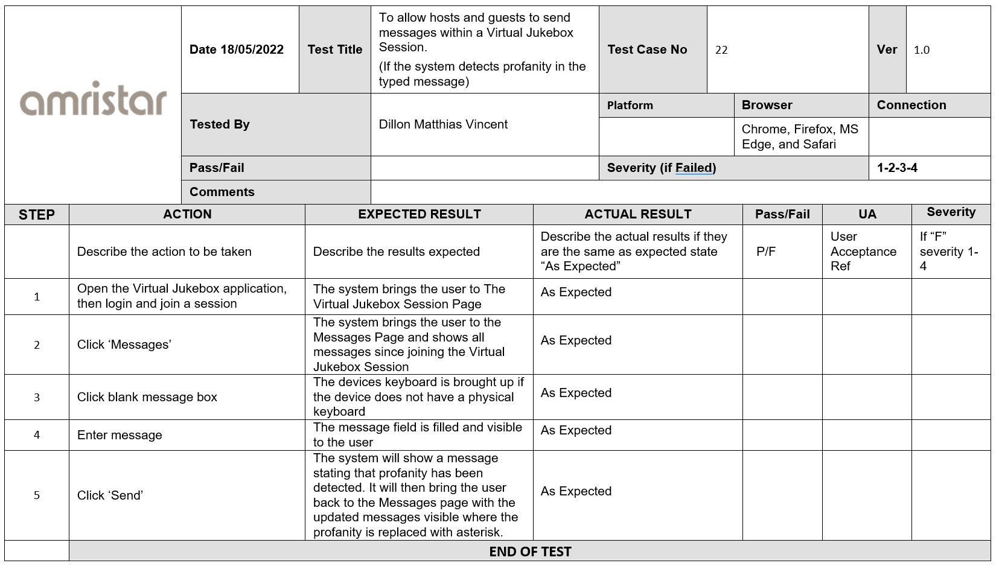 amristar
Date 18/05/2022
Test Title
To allow hosts and guests to send
messages within a Virtual Jukebox
Session.
(If the system detects profanity in the
typed message)
Test Case No
22
Ver
1.0
Tested By
Dillon Matthias Vincent
Platform
Browser
Connection
Chrome, Firefox, MS
Edge, and Safari
Pass/Fail
Severity (if Failed)
1-2-3-4
Comments
STEP
ACTION
EXPECTED RESULT
ACTUAL RESULT
Pass/Fail
UA
Severity
Describe the action to be taken
Describe the results expected
Describe the actual results if they
are the same as expected state
“As Expected”
P/F
User
Acceptance
Ref
If “F”
severity 1-
4
1
Open the Virtual Jukebox application,
then login and join a session
The system brings the user to The
Virtual Jukebox Session Page
As Expected
2
Click ‘Messages’
The system brings the user to the
Messages Page and shows all
messages since joining the Virtual
Jukebox Session
As Expected
3
Click blank message box
The devices keyboard is brought up if
the device does not have a physical
keyboard
As Expected
4
Enter message
The message field is filled and visible
to the user
As Expected
5
Click ‘Send’
The system will show a message
stating that profanity has been
detected. It will then bring the user
back to the Messages page with the
updated messages visible where the
profanity is replaced with asterisk.
As Expected
END OF TEST